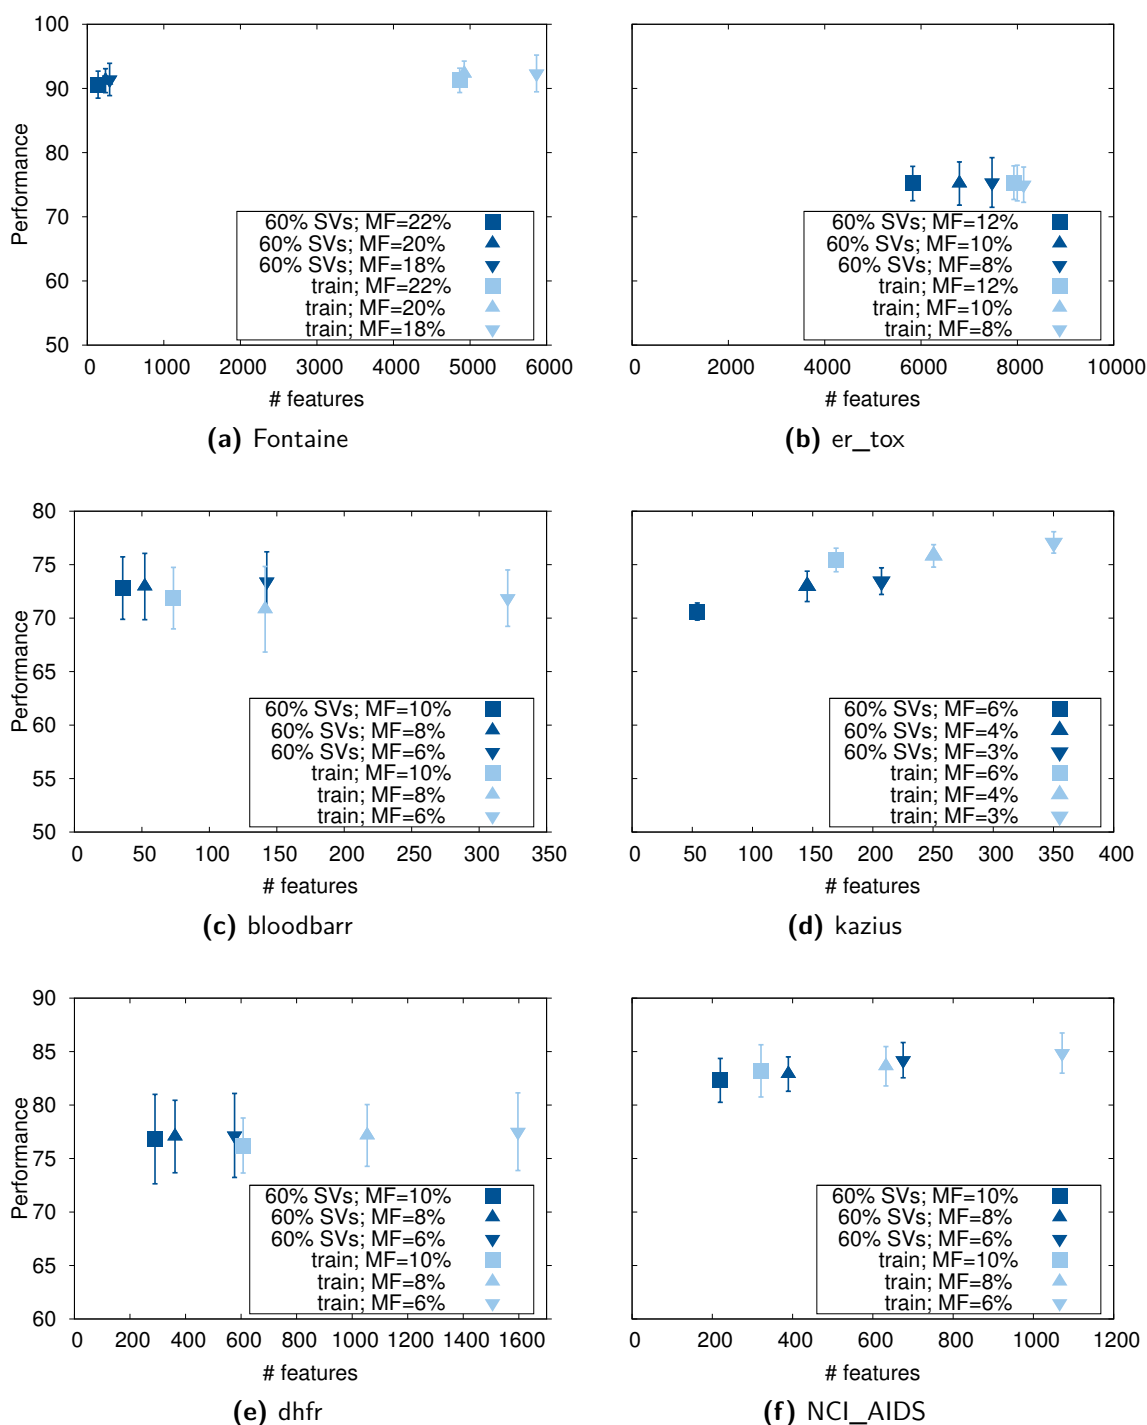 100
90
80
70
60
50
Performance
60% SVs; MF=22%
60% SVs; MF=20%
60% SVs; MF=18%
train; MF=22%
train; MF=20%
train; MF=18%
0 1000 2000 3000 4000 5000 6000
# features
(a) Fontaine
60% SVs; MF=12%
60% SVs; MF=10%
60% SVs; MF=8%
train; MF=12%
train; MF=10%
train; MF=8%
2000 4000 6000 8000 10000
# features
(b) er_tox
80
75
70
65
60
55
50
Performance
60% SVs; MF=10%
60% SVs; MF=8%
60% SVs; MF=6%
train; MF=10%
train; MF=8%
train; MF=6%
0 50 100 150 200 250 300 350
# features
(c) bloodbarr
60% SVs; MF=6%
60% SVs; MF=4%
60% SVs; MF=3%
train; MF=6%
train; MF=4%
train; MF=3%
50 100 150 200 250 300 350 400
# features
(d) kazius
90
85
80
75
70
65
60
Performance
60% SVs; MF=10%
60% SVs; MF=8%
60% SVs; MF=6%
train; MF=10%
train; MF=8%
train; MF=6%
0 200 400 600 800 1000 1200 1400 1600
# features
(e) dhfr
60% SVs; MF=10%
60% SVs; MF=8%
60% SVs; MF=6%
train; MF=10%
train; MF=8%
train; MF=6%
200 400 600 800 1000 1200
# features
(f) NCI_AIDS